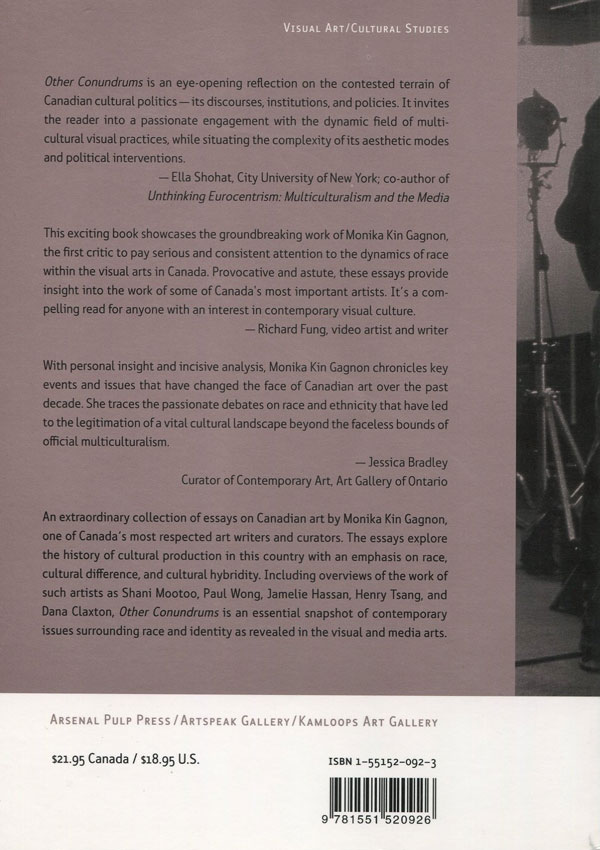 Visual Art/Cultural Studies
Other Conundrums is an eye-opening reflection on the contested terrain of
Canadian cultural politics — its discourses, institutions, and policies. It invites
the reader into a passionate engagement with the dynamic field of multi-
cultural visual practices, while situating the complexity of its aesthetic modes
and political interventions.
— Ella Shohat, City University of New York; co-author of
Unthinking Eurocentrism: Multiculturalism and the Media
This exciting book showcases the groundbreaking work of Monika Kin Gagnon,
the first critic to pay serious and consistent attention to the dynamics of race
within the visual arts in Canada. Provocative and astute, these essays provide
insight into the work of some of Canada's most important artists. It's a com-
pelling read for anyone with an interest in contemporary visual culture.
— Richard Fung, video artist and writer
With personal insight and incisive analysis, Monika Kin Gagnon chronicles key
events and issues that have changed the face of Canadian art over the past
decade. She traces the passionate debates on race and ethnicity that have led
to the legitimation of a vital cultural landscape beyond the faceless bounds of
official multiculturalism.
— Jessica Bradley
Curator of Contemporary Art, Art Gallery of Ontario
An extraordinary collection of essays on Canadian art by Monika Kin Gagnon,
one of Canada's most respected art writers and curators. The essays explore
the history of cultural production in this country with an emphasis on race,
cultural difference, and cultural hybridity. Including overviews of the work of
such artists as Shani Mootoo, Paul Wong, Jamelie Hassan, Henry Tsang, and
Dana Claxton, Other Conundrums is an essential snapshot of contemporary
issues surrounding race and identity as revealed in the visual and media arts.
Arsenal Pulp Press/Artspeak Gallery/Kamloops Art Gallery
$21.95 Canada / $18.95 U.S.
ISBN 1-55152-092-3
9 781551 520926